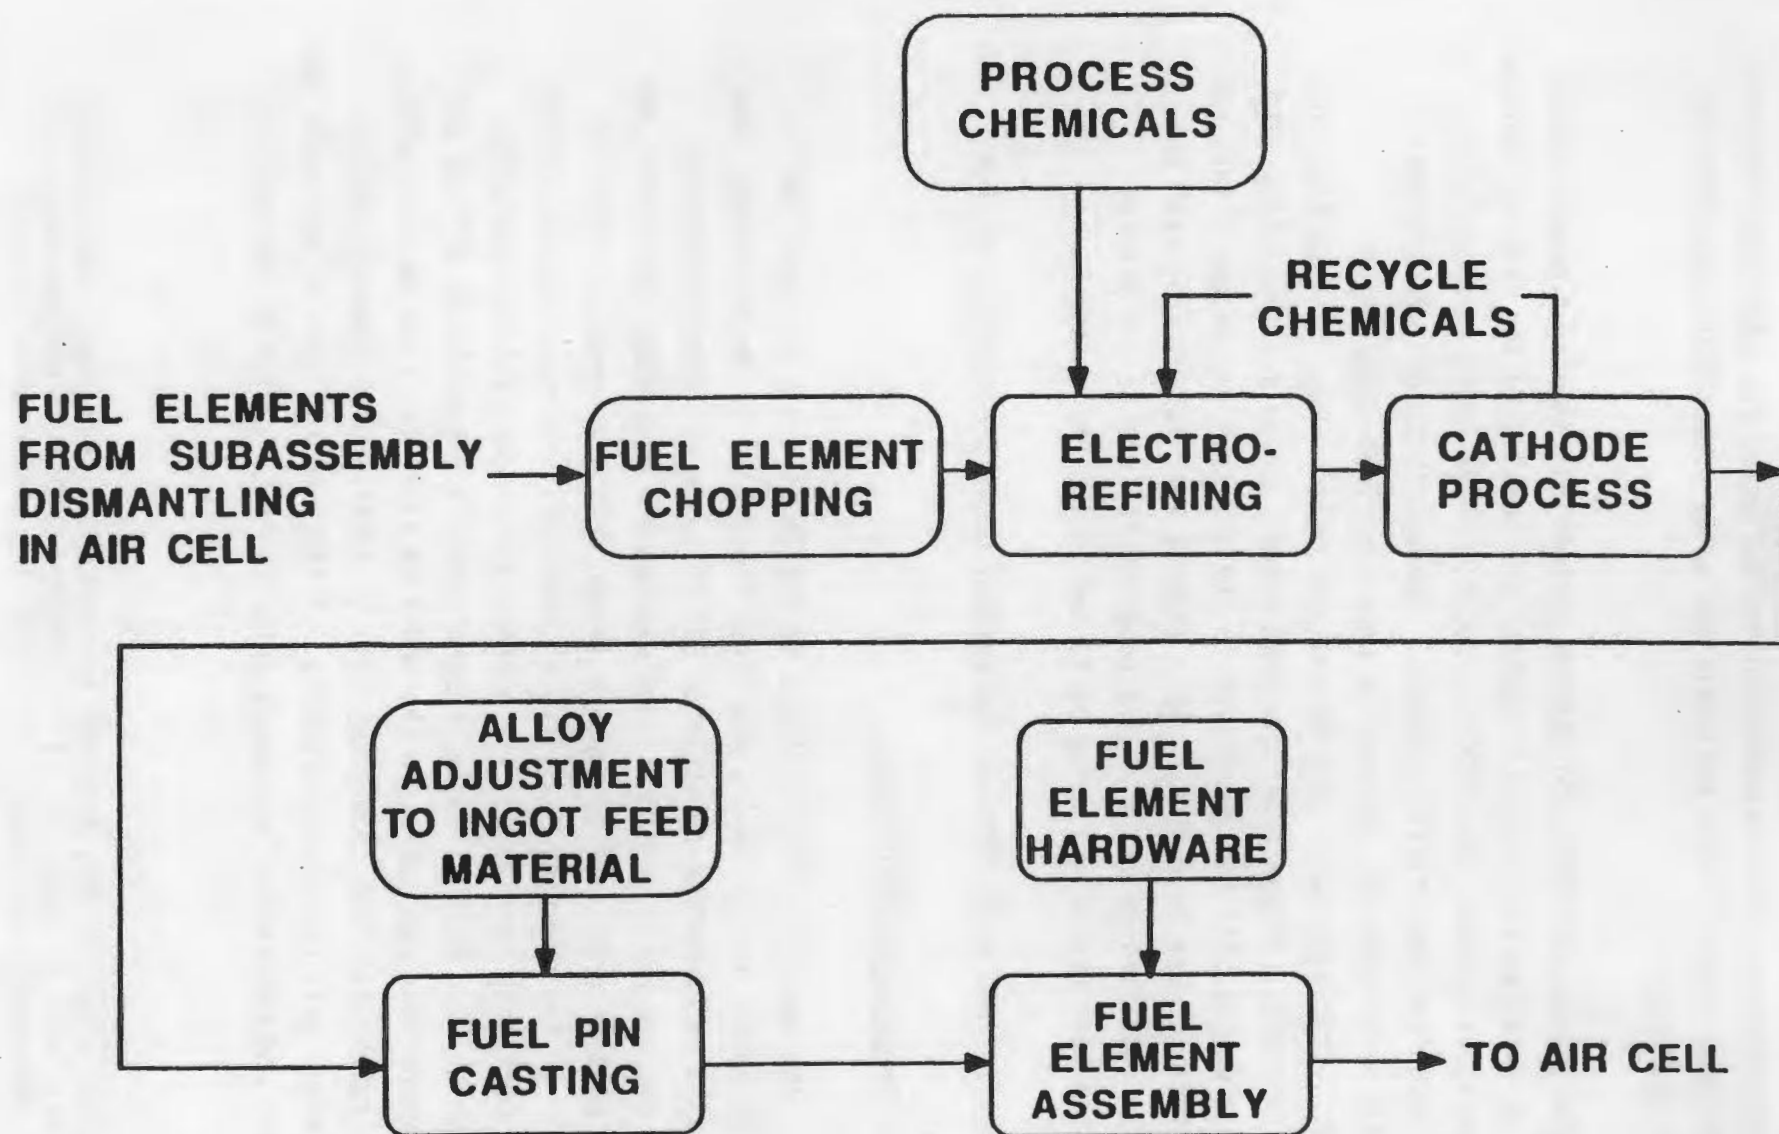 PROCESS
CHEMICALS
RECYCLE
CHEMICALS
FUEL ELEMENTS
FROM SUBASSEMBLY
DISMANTLING
IN AIR CELL
FUEL ELEMENT
CHOPPING
ELECTRO-
REFINING
CATHODE
PROCESS
ALLOY
ADJUSTMENT
TO INGOT FEED
MATERIAL
FUEL
ELEMENT
HARDWARE
FUEL PIN
CASTING
FUEL
ELEMENT
ASSEMBLY
TO AIR CELL